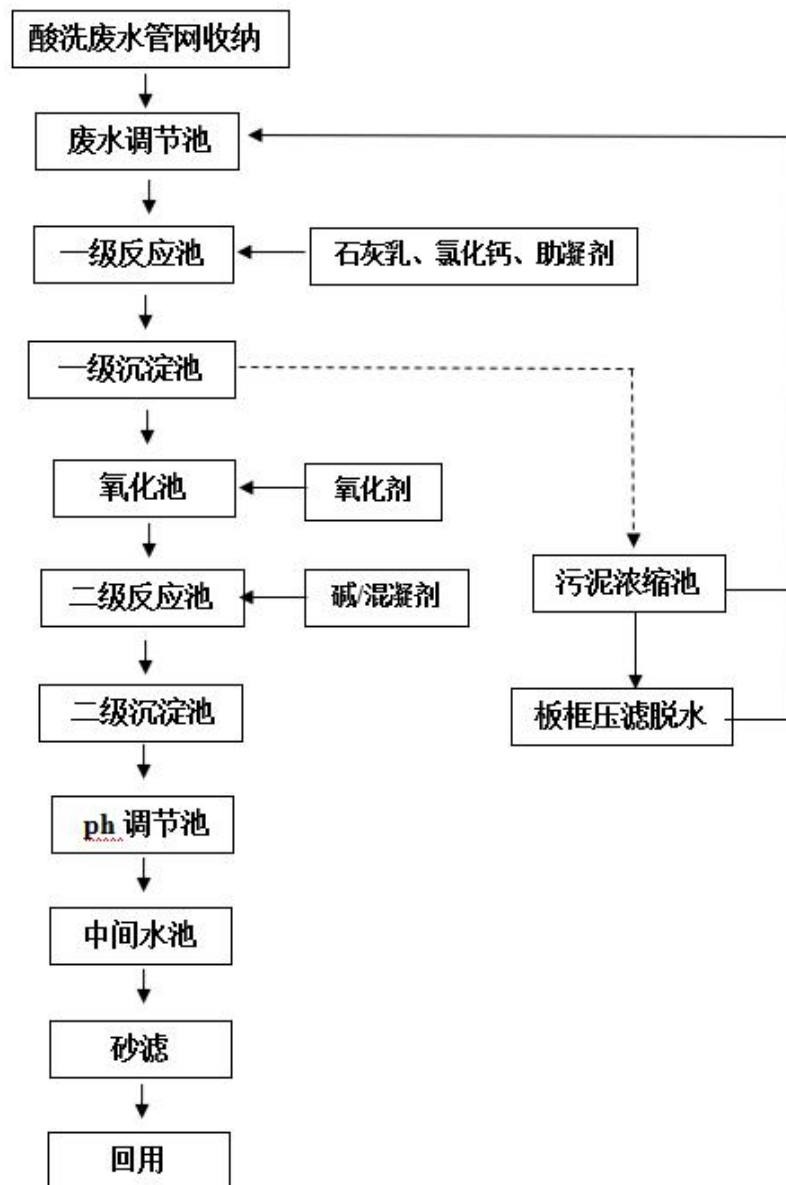 酸洗废水管网收纳
废水调节池
一级反应池
石灰乳、氯化钙、助凝剂
一级沉淀池
氧化池
氧化剂
污泥浓缩池
二级反应池
碱/混凝剂
二级沉淀池
板框压滤脱水
ph 调节池
中间水池
砂滤
回用